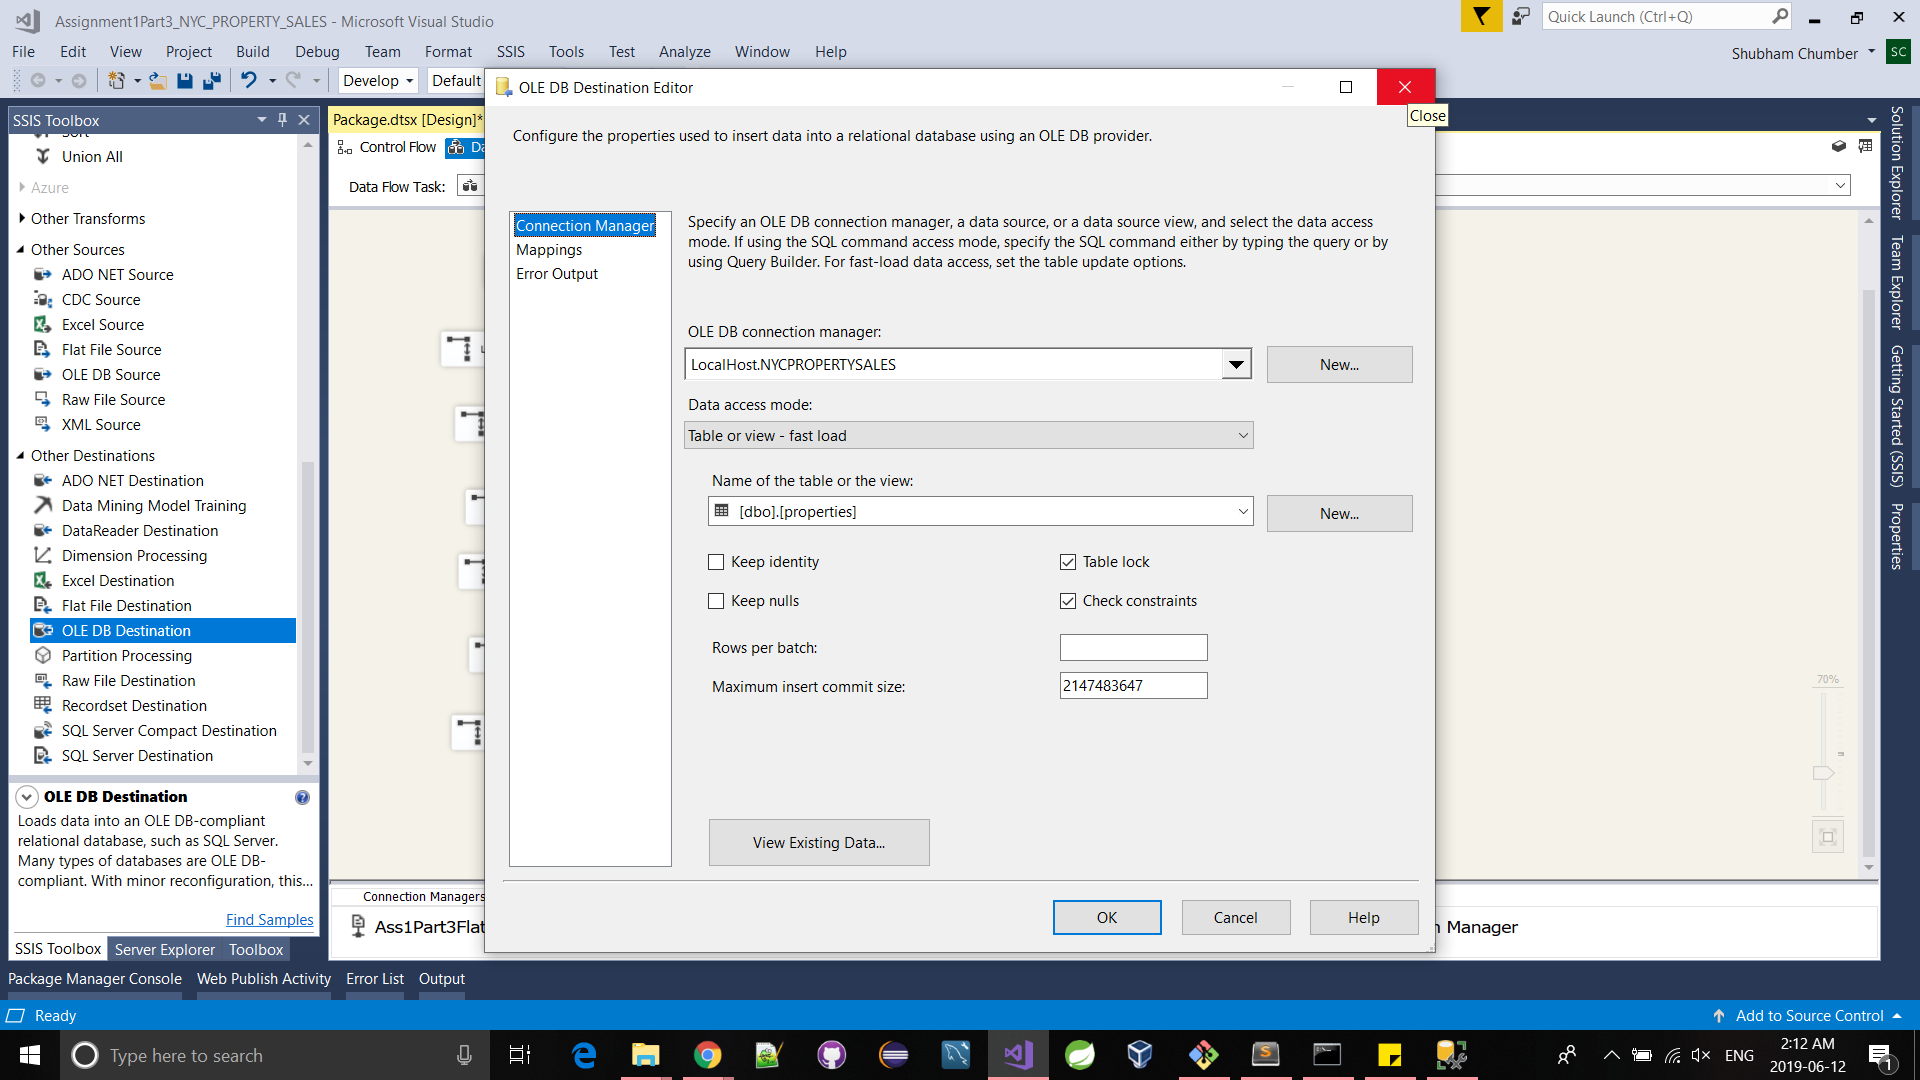 Assignment1Part3_NYC_PROPERTY_SALES - Microsoft Visual Studio
Quick Launch (Ctrl+Q)
File Edit View Project Build Debug Team Format SSIS Tools Test Analyze Window Help
Shubham Chumber SC
Develop Default
SSIS Toolbox
Union All
Azure
Other Transforms
Other Sources
ADO NET Source
CDC Source
Excel Source
Flat File Source
OLE DB Source
Raw File Source
XML Source
Other Destinations
ADO NET Destination
Data Mining Model Training
DataReader Destination
Dimension Processing
Excel Destination
Flat File Destination
OLE DB Destination
Partition Processing
Raw File Destination
Recordset Destination
SQL Server Compact Destination
SQL Server Destination
OLE DB Destination
Loads data into an OLE DB-compliant
relational database, such as SQL Server.
Many types of databases are OLE DB-
compliant. With minor reconfiguration, this...
Find Samples
SSIS Toolbox Server Explorer Toolbox
Package.dtsx [Design]*
Control Flow
Data Flow Task:
OLE DB Destination Editor
Close
Configure the properties used to insert data into a relational database using an OLE DB provider.
Connection Manager
Mappings
Error Output
Specify an OLE DB connection manager, a data source, or a data source view, and select the data access
mode. If using the SQL command access mode, specify the SQL command either by typing the query or by
using Query Builder. For fast-load data access, set the table update options.
OLE DB connection manager:
LocalHost.NYCPROPERTYSALES
New...
Data access mode:
Table or view - fast load
Name of the table or the view:
[dbo].[properties]
New...
Keep identity
Table lock
Keep nulls
Check constraints
Rows per batch:
Maximum insert commit size:
2147483647
View Existing Data...
OK Cancel Help
70%
Connection Managers
Ass1Part3Flat
Manager
Solution Explorer
Team Explorer
Getting Started (SSIS)
Properties
Package Manager Console Web Publish Activity Error List Output
Ready
Add to Source Control
Type here to search
ENG
2:12 AM
2019-06-12
1